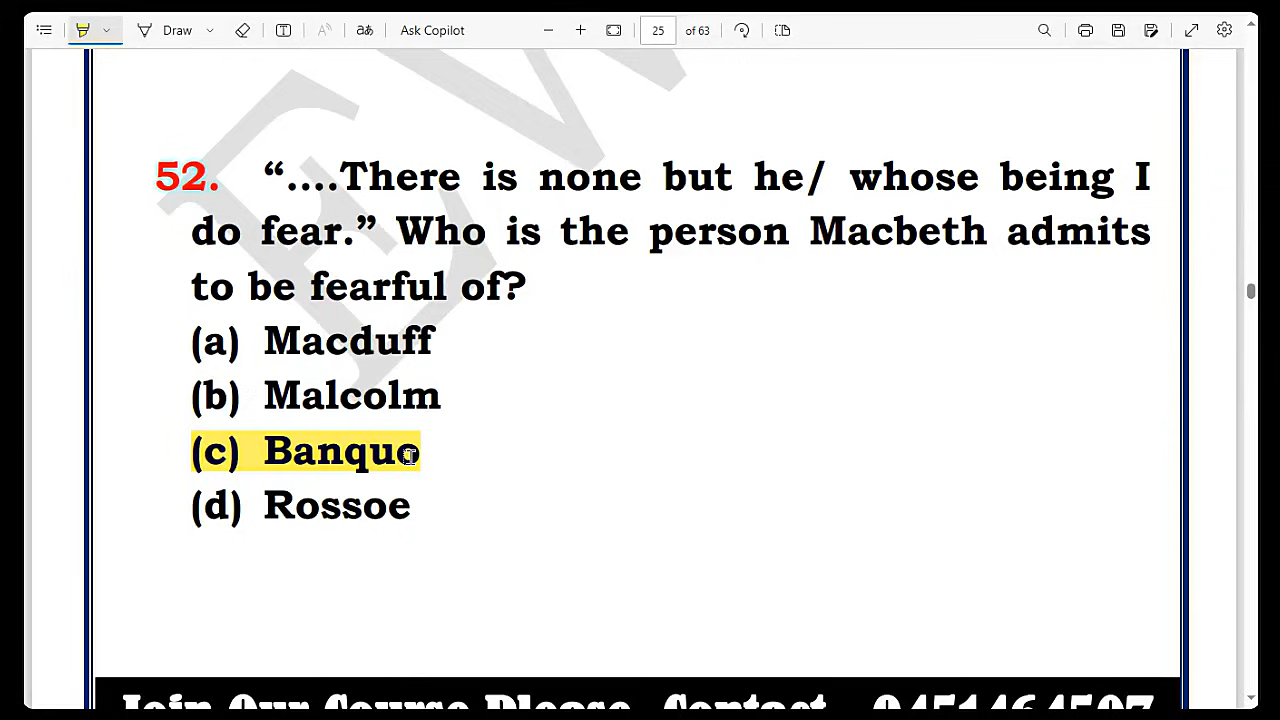 Draw
Ask Copilot
25 of 63
52. “....There is none but he/ whose being I
do fear.” Who is the person Macbeth admits
to be fearful of?
(a) Macduff
(b) Malcolm
(c) Banquo
(d) Rossoe
Join Our Course Please Contact